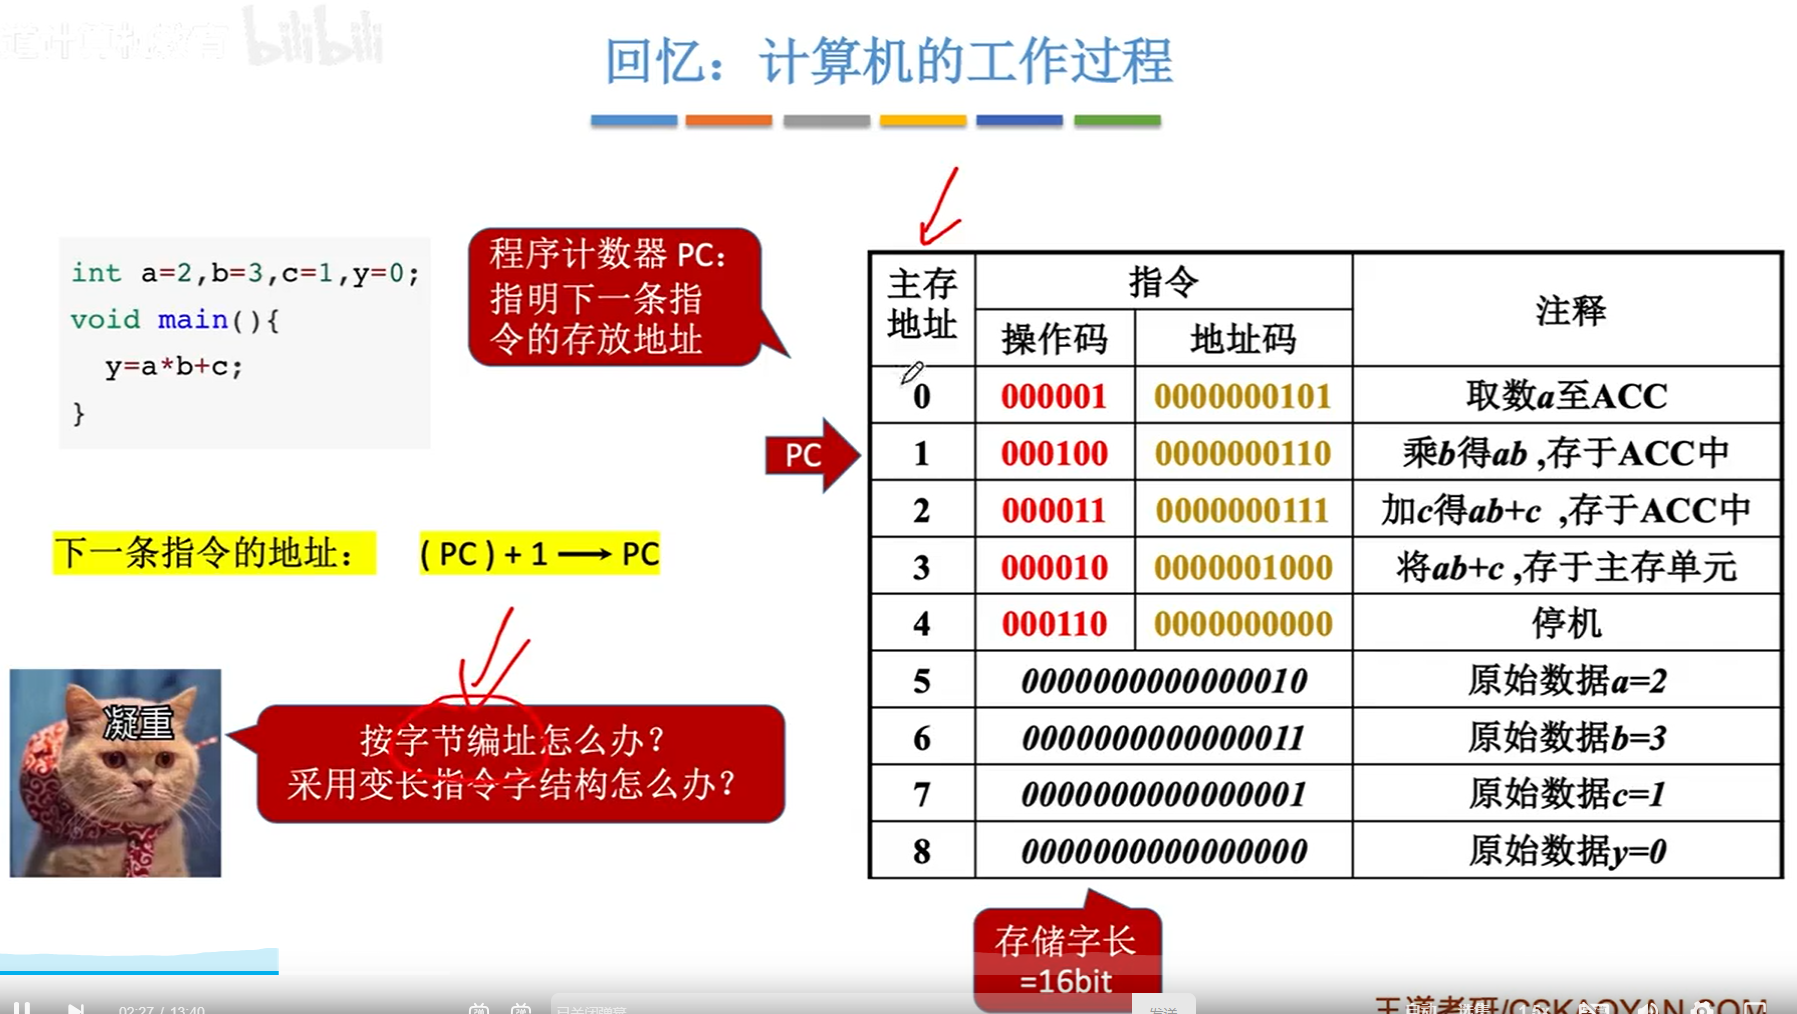 bilibili
回忆：计算机的工作过程
int a=2,b=3,c=1,y=0;
void main(){
y=a*b+c;
}
程序计数器 PC：
指明下一条指
令的存放地址
PC
下一条指令的地址： ( PC ) + 1 → PC
凝重
按字节编址怎么办？
采用变长指令字结构怎么办？
主存地址 指令 注释
操作码 地址码
0 000001 0000000101 取数a至ACC
1 000100 0000000110 乘b得ab ,存于ACC中
2 000011 0000000111 加c得ab+c ,存于ACC中
3 000010 0000001000 将ab+c ,存于主存单元
4 000110 0000000000 停机
5 0000000000000010 原始数据a=2
6 0000000000000011 原始数据b=3
7 0000000000000001 原始数据c=1
8 0000000000000000 原始数据y=0
存储字长
=16bit
02:27 / 13:40
已关闭弹幕
发送
王道考研/CSKAOYAN.COM